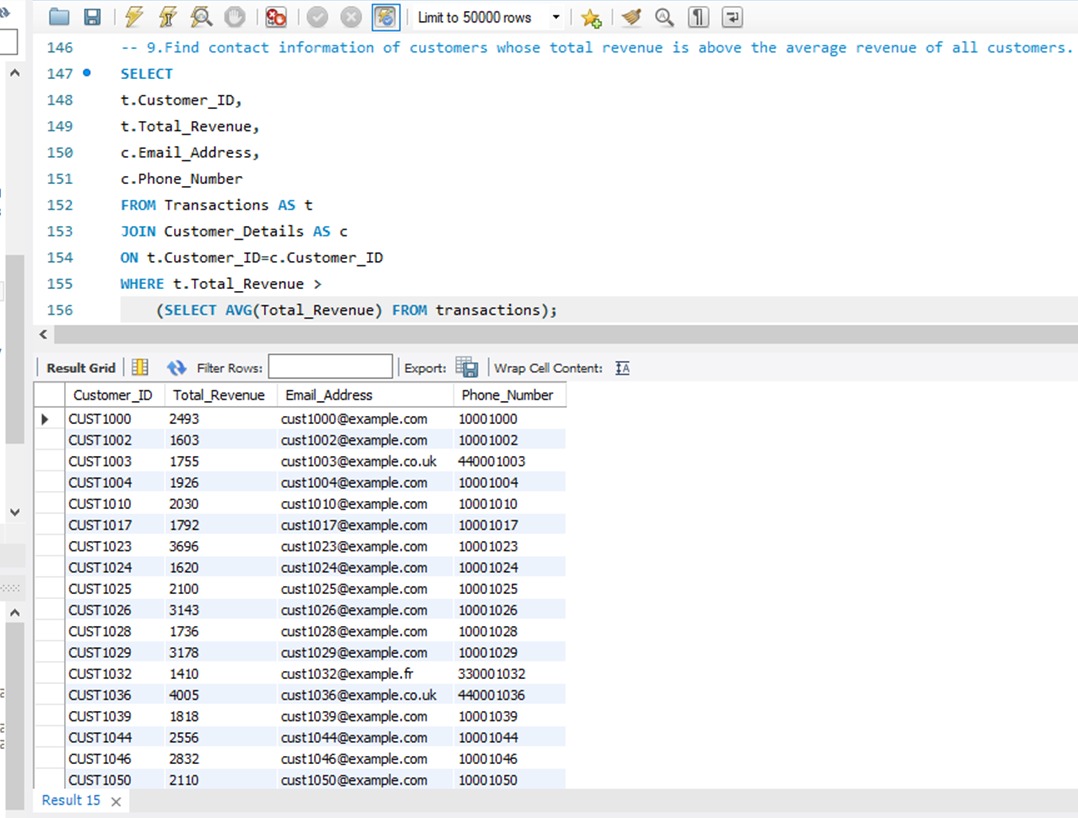 Limit to 50000 rows
146 -- 9.Find contact information of customers whose total revenue is above the average revenue of all customers.
147 SELECT
148 t.Customer_ID,
149 t.Total_Revenue,
150 c.Email_Address,
151 c.Phone_Number
152 FROM Transactions AS t
153 JOIN Customer_Details AS c
154 ON t.Customer_ID=c.Customer_ID
155 WHERE t.Total_Revenue >
156 (SELECT AVG(Total_Revenue) FROM transactions);
Result Grid Filter Rows: Export: Wrap Cell Content:
Customer_ID Total_Revenue Email_Address Phone_Number
CUST1000 2493 cust1000@example.com 10001000
CUST1002 1603 cust1002@example.com 10001002
CUST1003 1755 cust1003@example.co.uk 440001003
CUST1004 1926 cust1004@example.com 10001004
CUST1010 2030 cust1010@example.com 10001010
CUST1017 1792 cust1017@example.com 10001017
CUST1023 3696 cust1023@example.com 10001023
CUST1024 1620 cust1024@example.com 10001024
CUST1025 2100 cust1025@example.com 10001025
CUST1026 3143 cust1026@example.com 10001026
CUST1028 1736 cust1028@example.com 10001028
CUST1029 3178 cust1029@example.com 10001029
CUST1032 1410 cust1032@example.fr 330001032
CUST1036 4005 cust1036@example.co.uk 440001036
CUST1039 1818 cust1039@example.com 10001039
CUST1044 2556 cust1044@example.com 10001044
CUST1046 2832 cust1046@example.com 10001046
CUST1050 2110 cust1050@example.com 10001050
Result 15